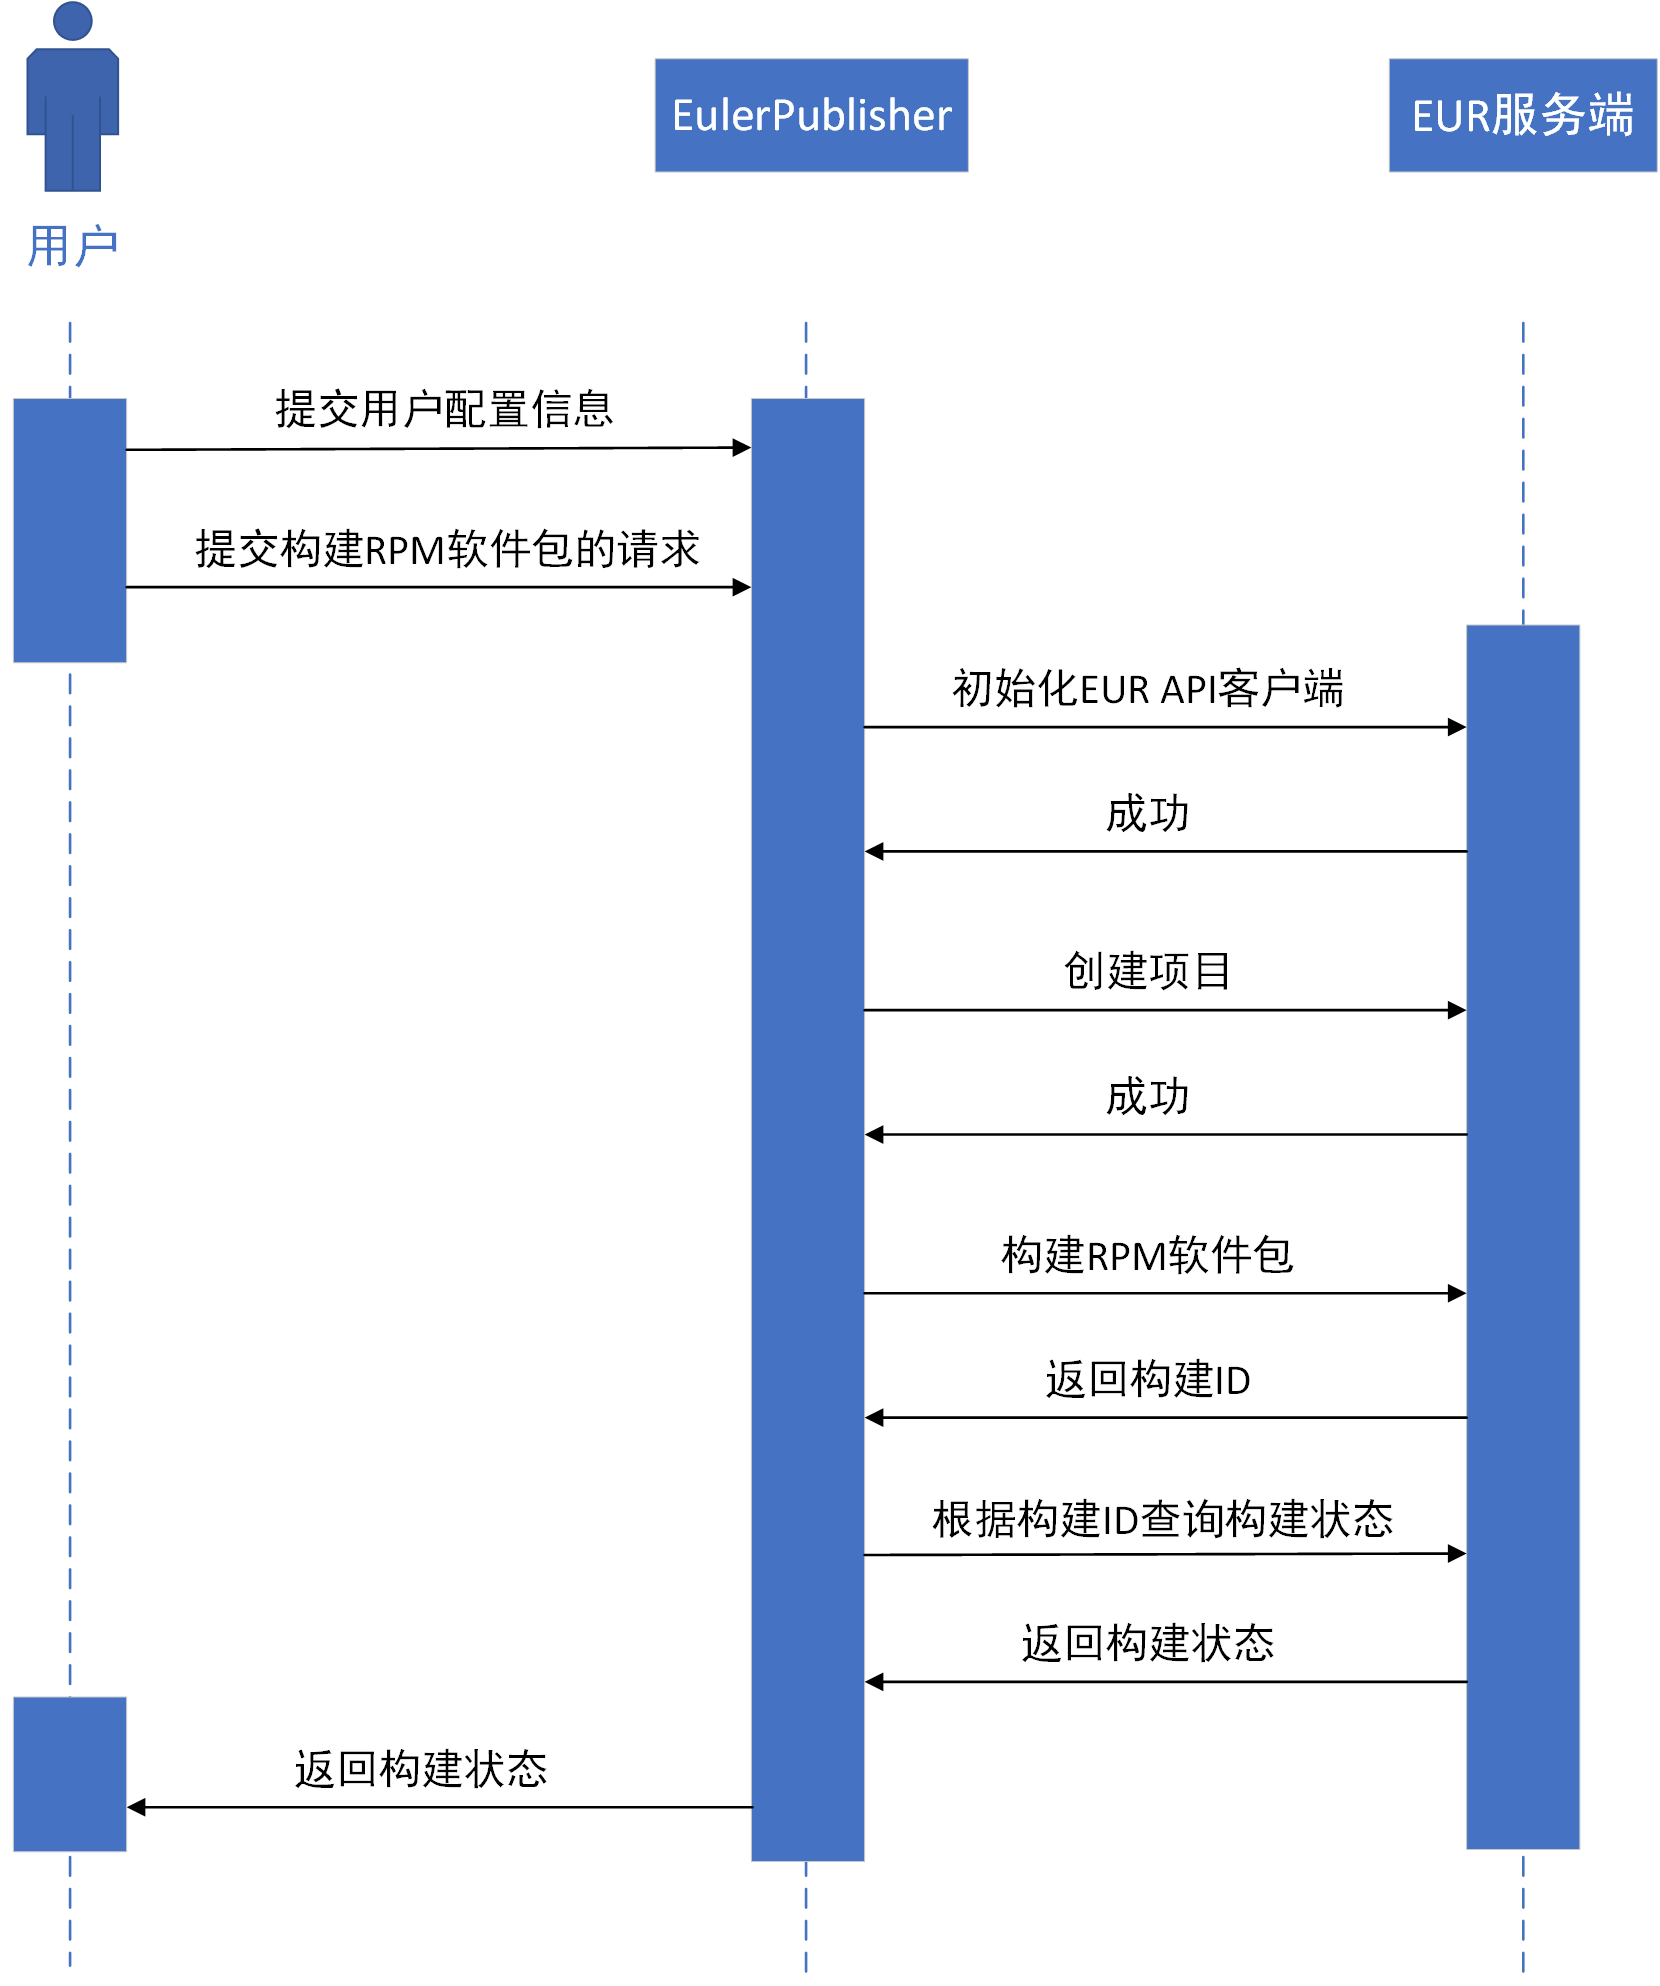 EulerPublisher
EUR服务端
用户
提交用户配置信息
提交构建RPM软件包的请求
初始化EUR API客户端
成功
创建项目
成功
构建RPM软件包
返回构建ID
根据构建ID查询构建状态
返回构建状态
返回构建状态